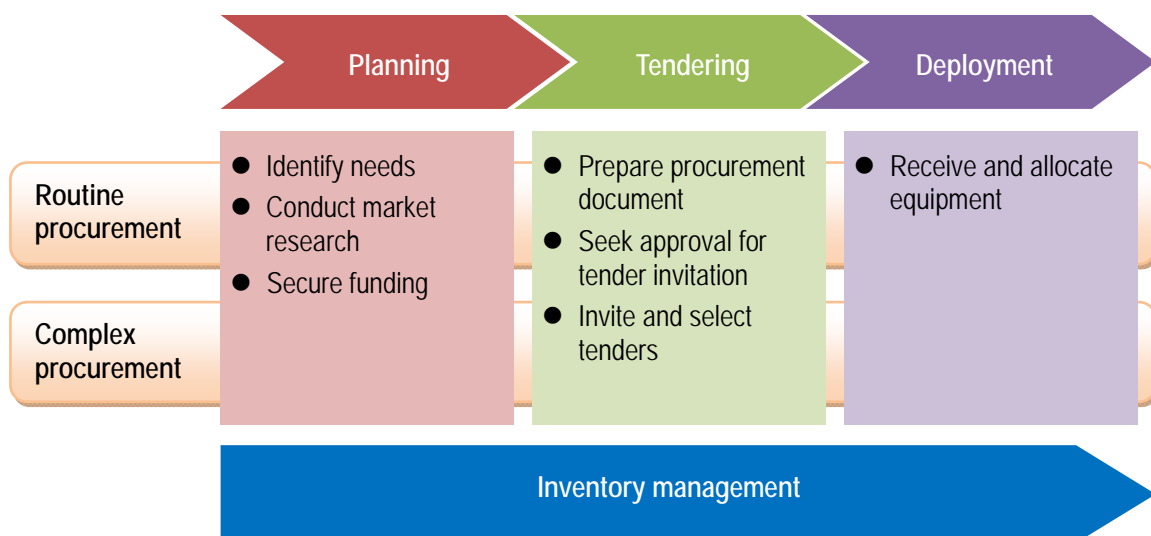 Planning
Tendering
Deployment
Routine
procurement
Complex
procurement
● Identify needs
● Conduct market
research
● Secure funding
● Prepare procurement
document
● Seek approval for
tender invitation
● Invite and select
tenders
● Receive and allocate
equipment
Inventory management